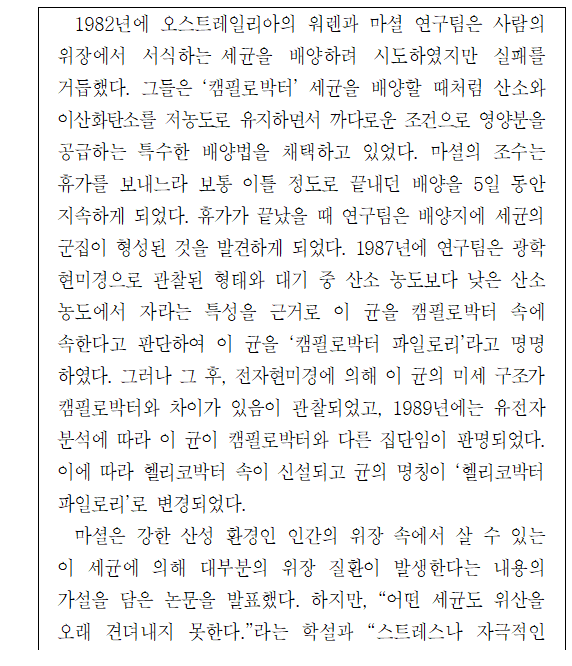 1982년에 오스트레일리아의 워렌과 마셜 연구팀은 사람의
위장에서 서식하는 세균을 배양하려 시도하였지만 실패를
거듭했다. 그들은 ‘캠필로박터’ 세균을 배양할 때처럼 산소와
이산화탄소를 저농도로 유지하면서 까다로운 조건으로 영양분을
공급하는 특수한 배양법을 채택하고 있었다. 마셜의 조수는
휴가를 보내느라 보통 이틀 정도로 끝내던 배양을 5일 동안
지속하게 되었다. 휴가가 끝났을 때 연구팀은 배양지에 세균의
군집이 형성된 것을 발견하게 되었다. 1987년에 연구팀은 광학
현미경으로 관찰된 형태와 대기 중 산소 농도보다 낮은 산소
농도에서 자라는 특성을 근거로 이 균을 캠필로박터 속에
속한다고 판단하여 이 균을 ‘캠필로박터 파일로리’라고 명명
하였다. 그러나 그 후, 전자현미경에 의해 이 균의 미세 구조가
캠필로박터와 차이가 있음이 관찰되었고, 1989년에는 유전자
분석에 따라 이 균이 캠필로박터와 다른 집단임이 판명되었다.
이에 따라 헬리코박터 속이 신설되고 균의 명칭이 ‘헬리코박터
파일로리’로 변경되었다.
마셜은 강한 산성 환경인 인간의 위장 속에서 살 수 있는
이 세균에 의해 대부분의 위장 질환이 발생한다는 내용의
가설을 담은 논문을 발표했다. 하지만, “어떤 세균도 위산을
오래 견뎌내지 못한다.”라는 학설과 “스트레스나 자극적인